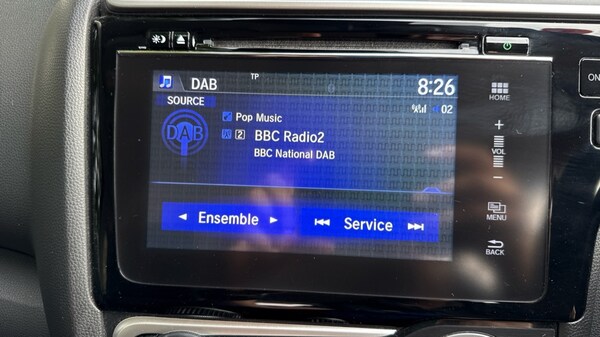 DAB
TP
8:26
SOURCE
DAB
02
Pop Music
2 BBC Radio2
BBC National DAB
Ensemble
Service
HOME
+
VOL
−
MENU
BACK
ON